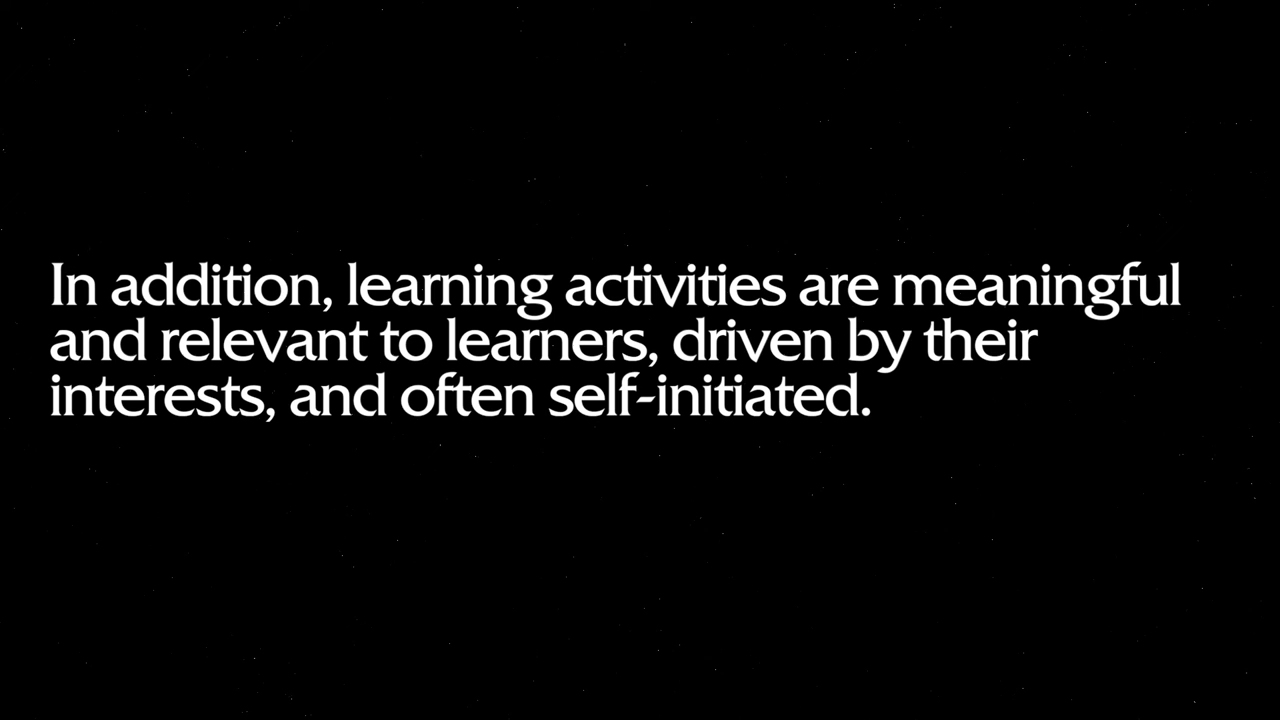 In addition, learning activities are meaningful
and relevant to learners, driven by their
interests, and often self-initiated.